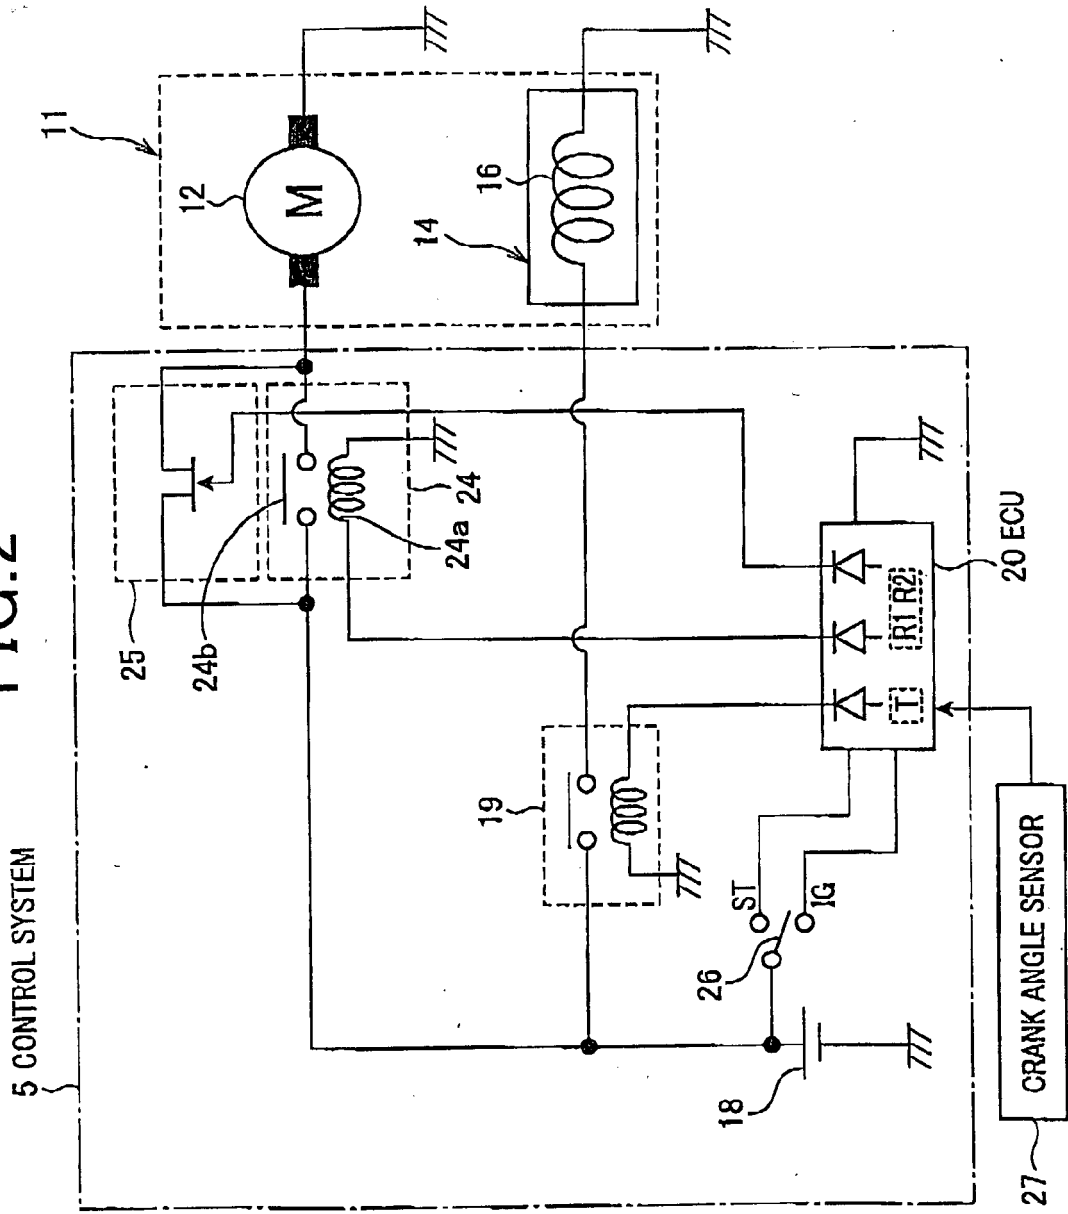 FIG.2
5 CONTROL SYSTEM
11
12
M
14
16
25
24b
24a
24
19
ST
IG
26
18
T
R1
R2
20 ECU
CRANK ANGLE SENSOR
27